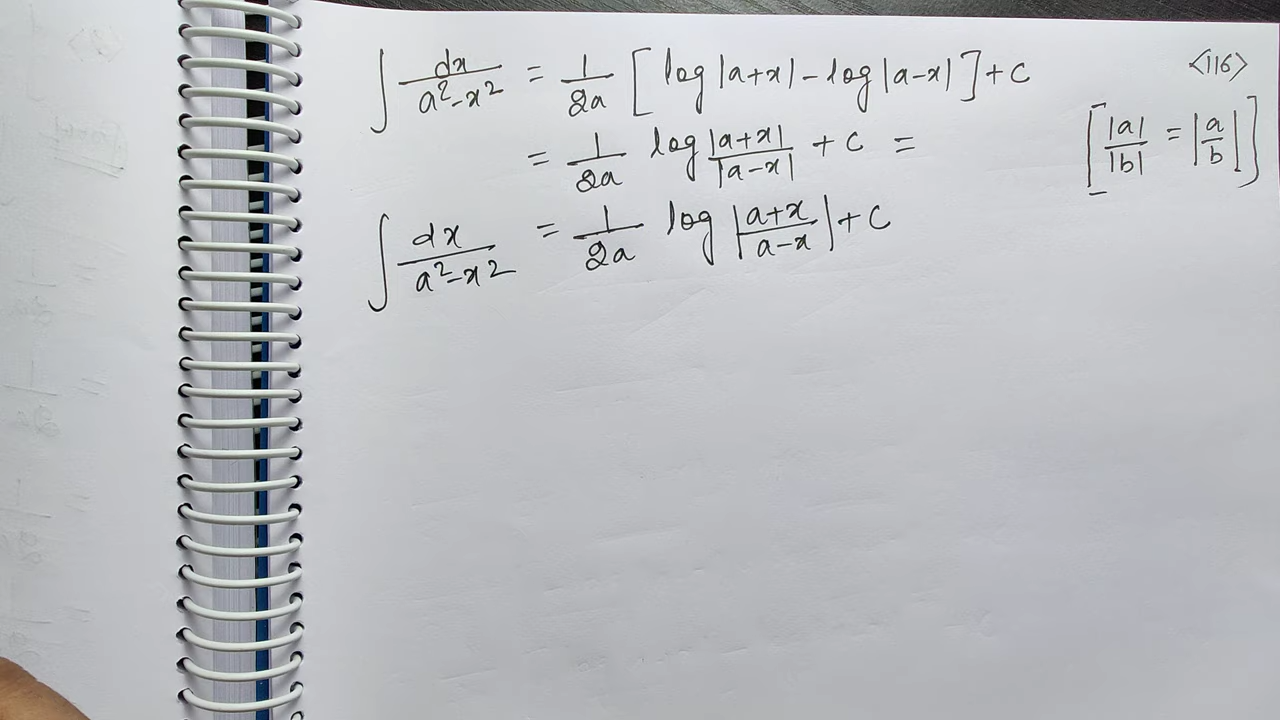 ∫ dx/(a²-x²) = 1/2a [ log|a+x| - log|a-x| ] + c
<116>
= 1/2a log |a+x|/|a-x| + c =
[ |a|/|b| = |a/b| ]
∫ dx/(a²-x²) = 1/2a log |(a+x)/(a-x)| + c